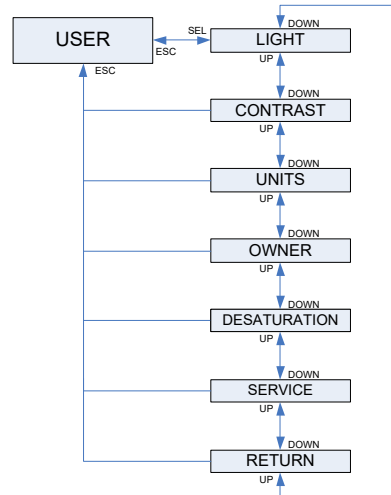 DOWN
USER
SEL
LIGHT
ESC
UP
ESC
DOWN
CONTRAST
UP
DOWN
UNITS
UP
DOWN
OWNER
UP
DOWN
DESATURATION
UP
DOWN
SERVICE
UP
DOWN
RETURN
UP